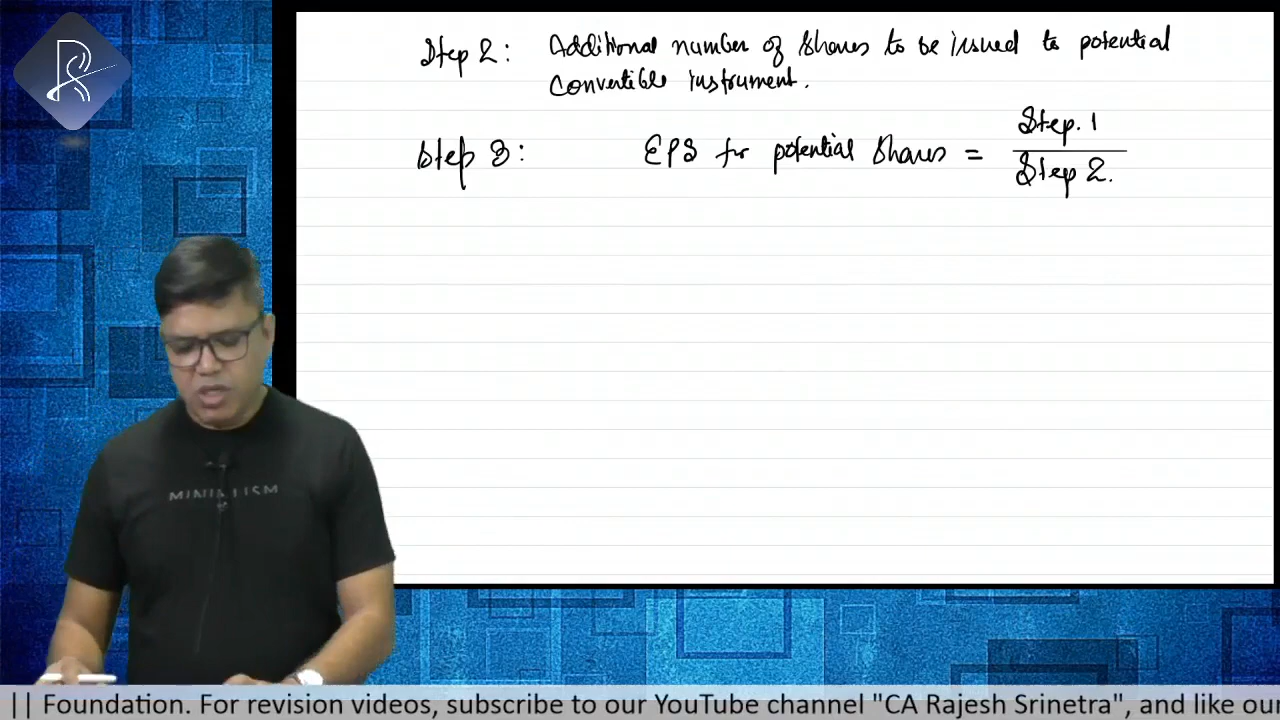 Step 2: Additional number of shares to be issued to potential
Convertible instrument.
Step 3: EPS for potential shares = Step. 1
Step 2.
MINIMALISM
|| Foundation. For revision videos, subscribe to our YouTube channel "CA Rajesh Srinetra", and like our